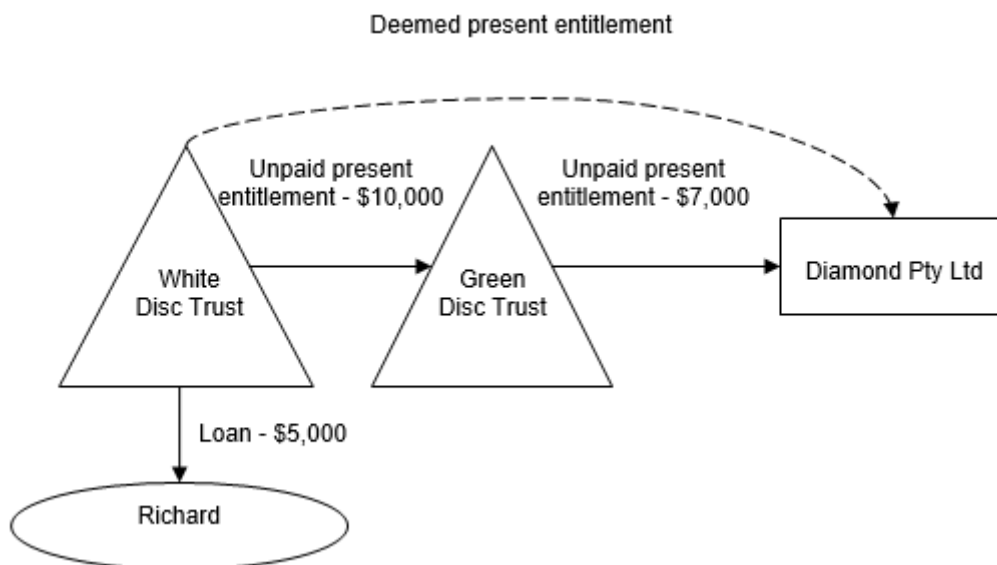 Deemed present entitlement
Unpaid present
entitlement - $10,000
Unpaid present
entitlement - $7,000
White
Disc Trust
Green
Disc Trust
Diamond Pty Ltd
Loan - $5,000
Richard